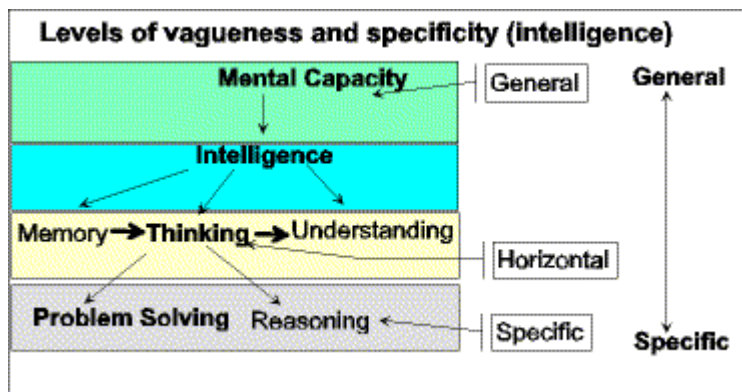 Levels of vagueness and specificity (intelligence)
Mental Capacity
General
General
Intelligence
Memory Thinking Understanding
Horizontal
Problem Solving Reasoning
Specific
Specific